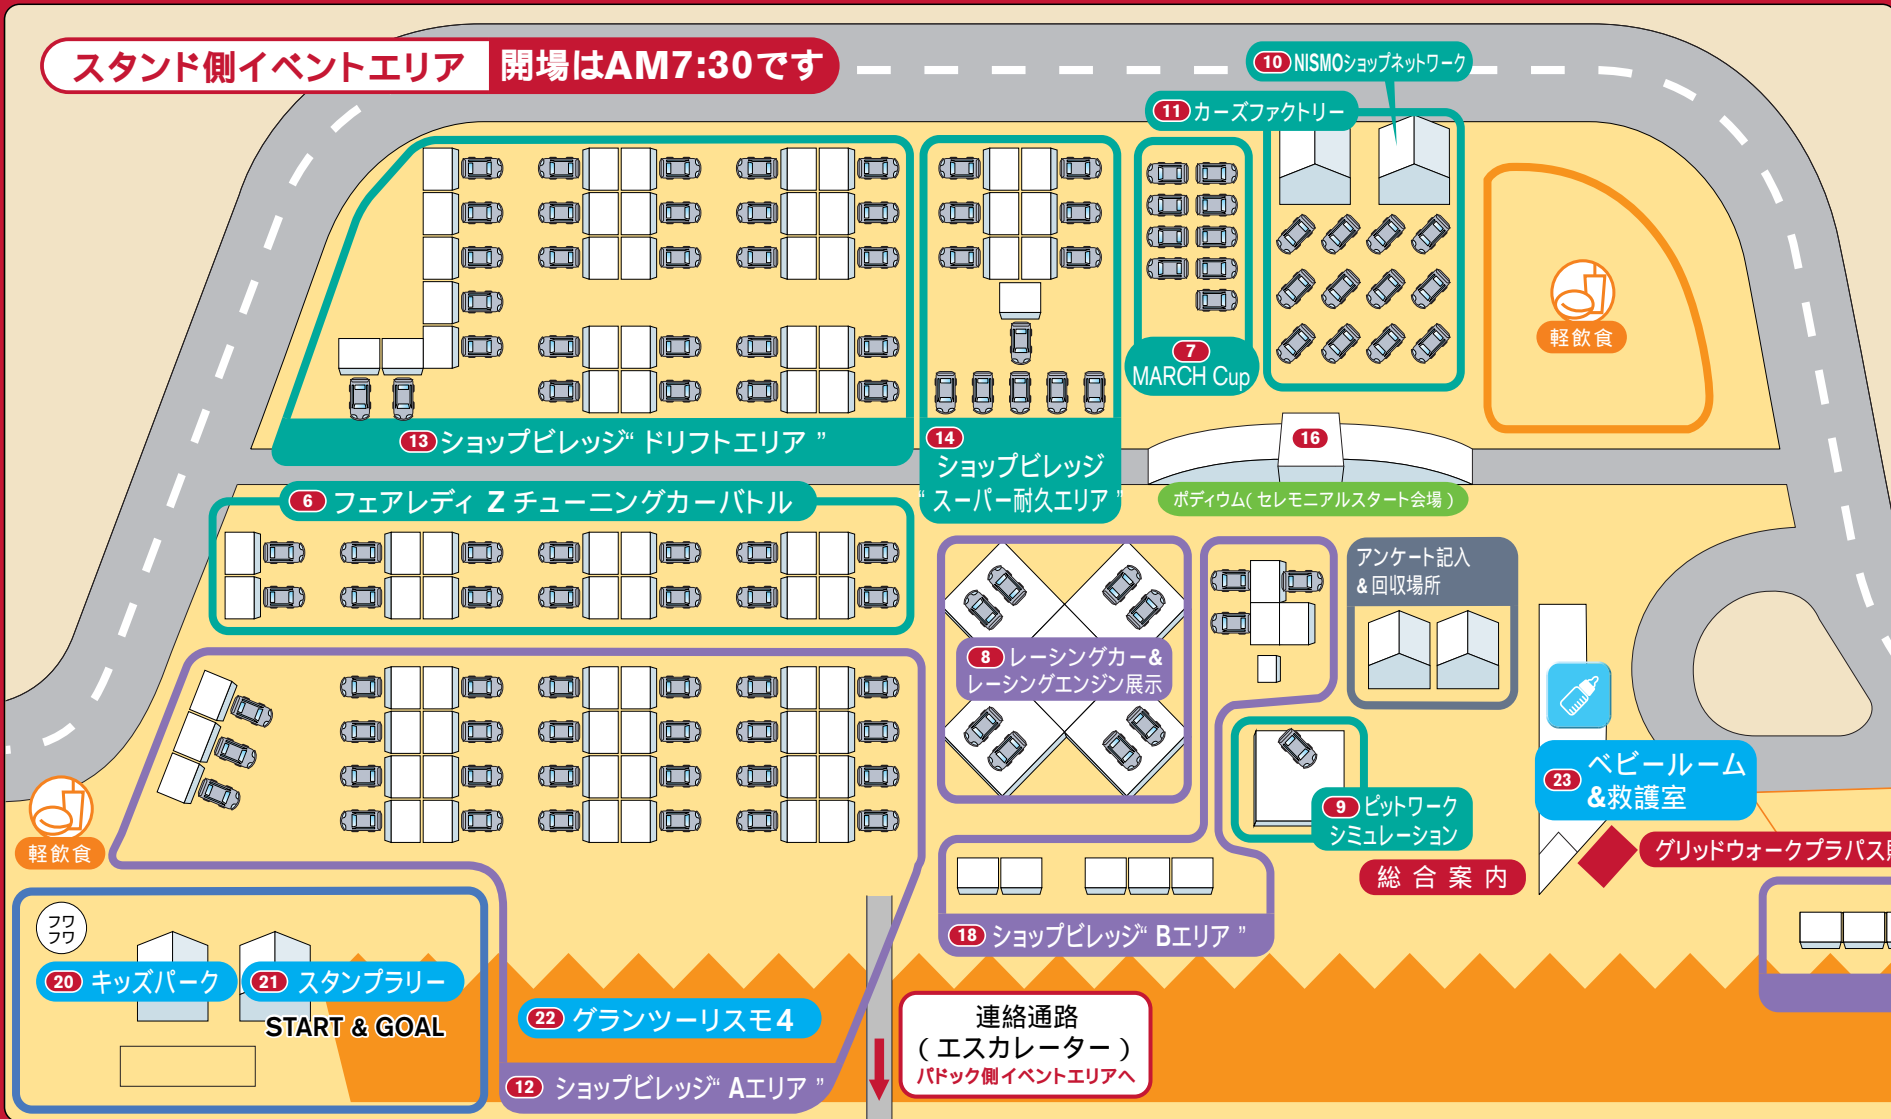 スタンド側イベントエリア 開場はAM7:30です
10 NISMOショップネットワーク
11 カーズファクトリー
軽飲食
7
MARCH Cup
13 ショップビレッジ“ ドリフトエリア ”
14
ショップビレッジ
“ スーパー耐久エリア ”
16
ポディウム( セレモニアルスタート会場 )
6 フェアレディ Z チューニングカーバトル
アンケート記入
& 回収場所
8 レーシングカー&
レーシングエンジン展示
23 ベビールーム
&救護室
9 ピットワーク
シミュレーション
グリッドウォークプラパス
総 合 案 内
軽飲食
フワ
フワ
18 ショップビレッジ“ Bエリア ”
20 キッズパーク
21 スタンプラリー
START & GOAL
22 グランツーリスモ4
連絡通路
( エスカレーター )
パドック側イベントエリアへ
12 ショップビレッジ“ Aエリア ”